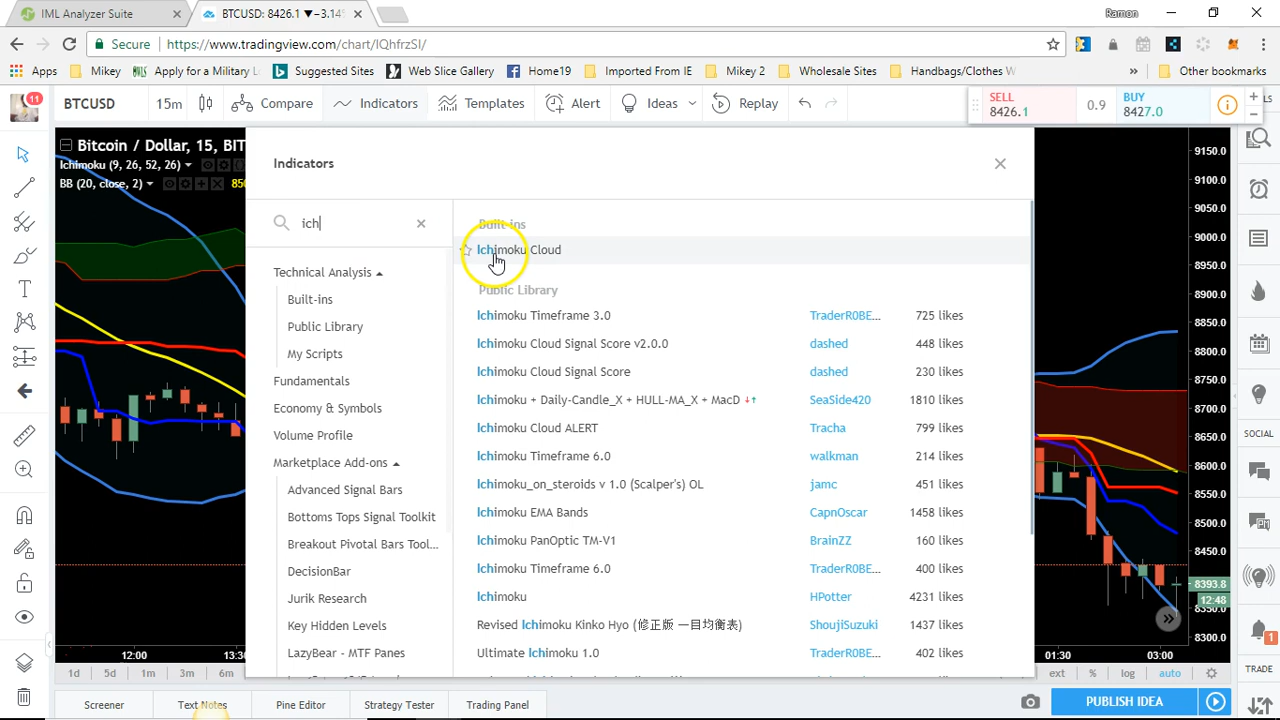 IML Analyzer Suite
BTCUSD: 8426.1 ▼−3.14%
Ramon
Secure
https://www.tradingview.com/chart/IQhfrzSI/
Apps
Mikey
Apply for a Military L
Suggested Sites
Web Slice Gallery
Home19
Imported From IE
Mikey 2
Wholesale Sites
Handbags/Clothes W
»
Other bookmarks
11
BTCUSD
15m
Compare
Indicators
Templates
Alert
Ideas
Replay
SELL
8426.1
0.9
BUY
8427.0
Bitcoin / Dollar, 15, BIT
Ichimoku (9, 26, 52, 26)
BB (20, close, 2)
850
Indicators
ich
Technical Analysis
Built-ins
Public Library
My Scripts
Fundamentals
Economy & Sportfolios
Volume Profile
Marketplace Add-ons
Advanced Signal Bars
Bottoms Tops Signal Toolkit
Breakout Pivotal Bars Tool...
DecisionBar
Jurik Research
Key Hidden Levels
LazyBear - MTF Panes
Built-ins
Ichimoku Cloud
Public Library
Ichimoku Timeframe 3.0 TraderR0BE... 725 likes
Ichimoku Cloud Signal Score v2.0.0 dashed 448 likes
Ichimoku Cloud Signal Score dashed 230 likes
Ichimoku + Daily-Candle_X + HULL-MA_X + MacD ↓↑ SeaSide420 1810 likes
Ichimoku Cloud ALERT Tracha 799 likes
Ichimoku Timeframe 6.0 walkman 214 likes
Ichimoku_on_steroids v 1.0 (Scalper's) OL jamc 451 likes
Ichimoku EMA Bands CapnOscar 1458 likes
Ichimoku PanOptic TM-V1 BrainZZ 160 likes
Ichimoku Timeframe 6.0 TraderR0BE... 400 likes
Ichimoku HPotter 4231 likes
Revised Ichimoku Kinko Hyo (修正版 一目均衡表) ShoujiSuzuki 1437 likes
Ultimate Ichimoku 1.0 TraderR0BE... 402 likes
9150.0
9100.0
9050.0
9000.0
8950.0
8900.0
8850.0
8800.0
8750.0
8700.0
8650.0
8600.0
8550.0
8500.0
8450.0
8393.8
12:48
8300.0
SOCIAL
1
TRADE
12:00
13:30
01:30
03:00
1d
5d
1m
3m
6m
ext
%
log
auto
Screener
Text Notes
Pine Editor
Strategy Tester
Trading Panel
PUBLISH IDEA